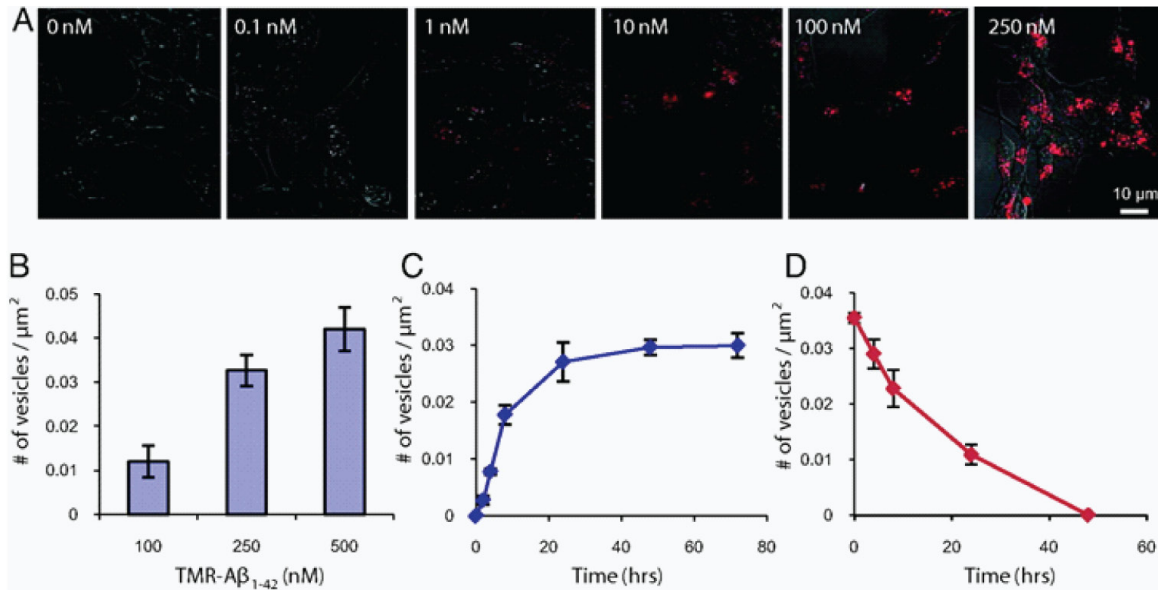 A
0 nM
0.1 nM
1 nM
10 nM
100 nM
250 nM
10 µm
B
# of vesicles / µm²
0.05
0.04
0.03
0.02
0.01
0
100
250
500
TMR-Aβ₁₋₄₂ (nM)
C
# of vesicles / µm²
0.04
0.03
0.02
0.01
0
0
20
40
60
80
Time (hrs)
D
# of vesicles / µm²
0.04
0.03
0.02
0.01
0
0
20
40
60
Time (hrs)